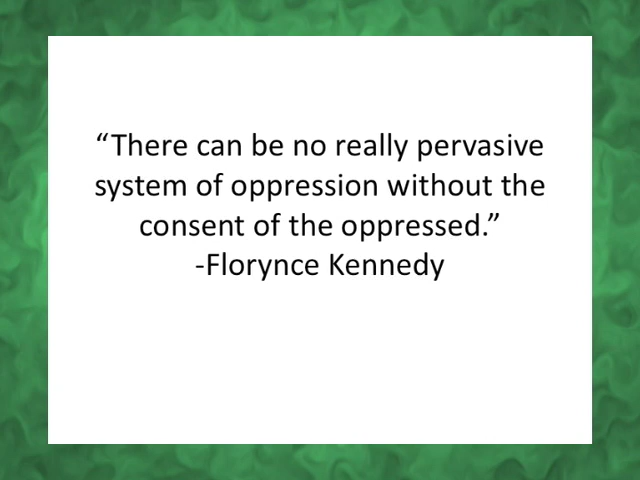 “There can be no really pervasive
system of oppression without the
consent of the oppressed.”
-Florynce Kennedy